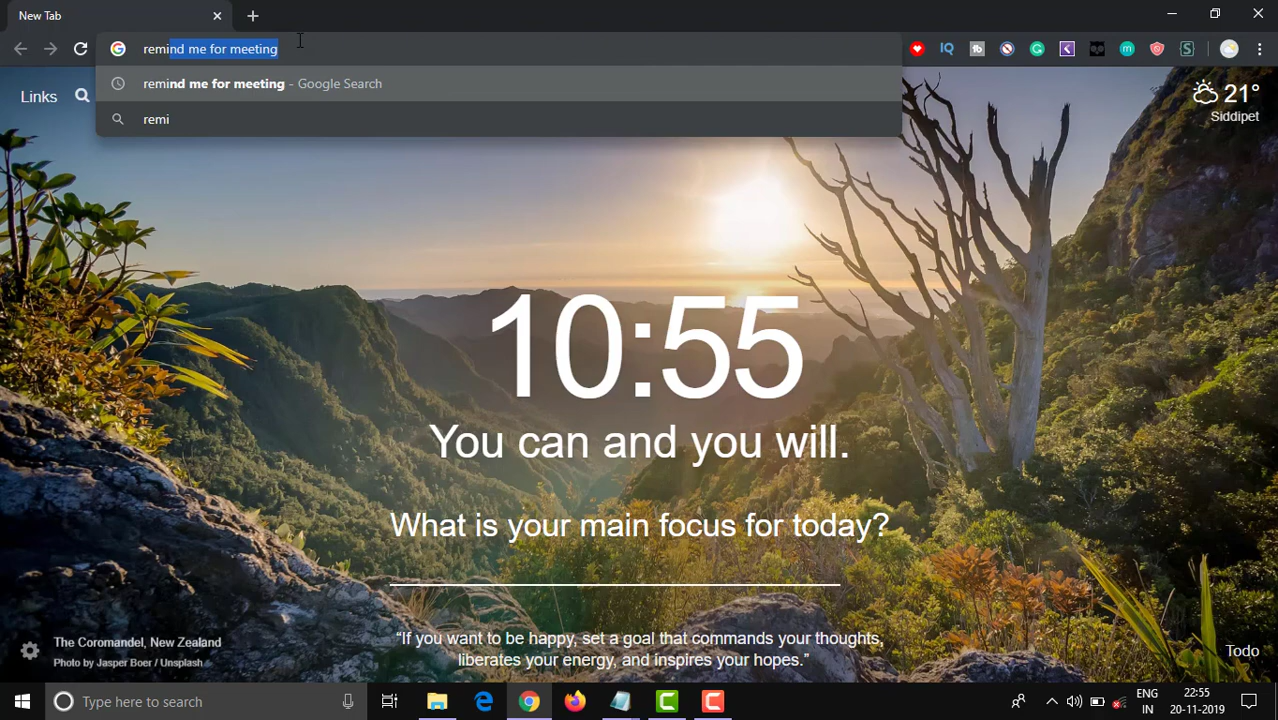 New Tab
remind me for meeting
IQ
remind me for meeting - Google Search
remi
Links
21°
Siddipet
10:55
You can and you will.
What is your main focus for today?
The Coromandel, New Zealand
Photo by Jasper Boer / Unsplash
“If you want to be happy, set a goal that commands your thoughts,
liberates your energy, and inspires your hopes.”
Todo
Type here to search
ENG
IN
22:55
20-11-2019